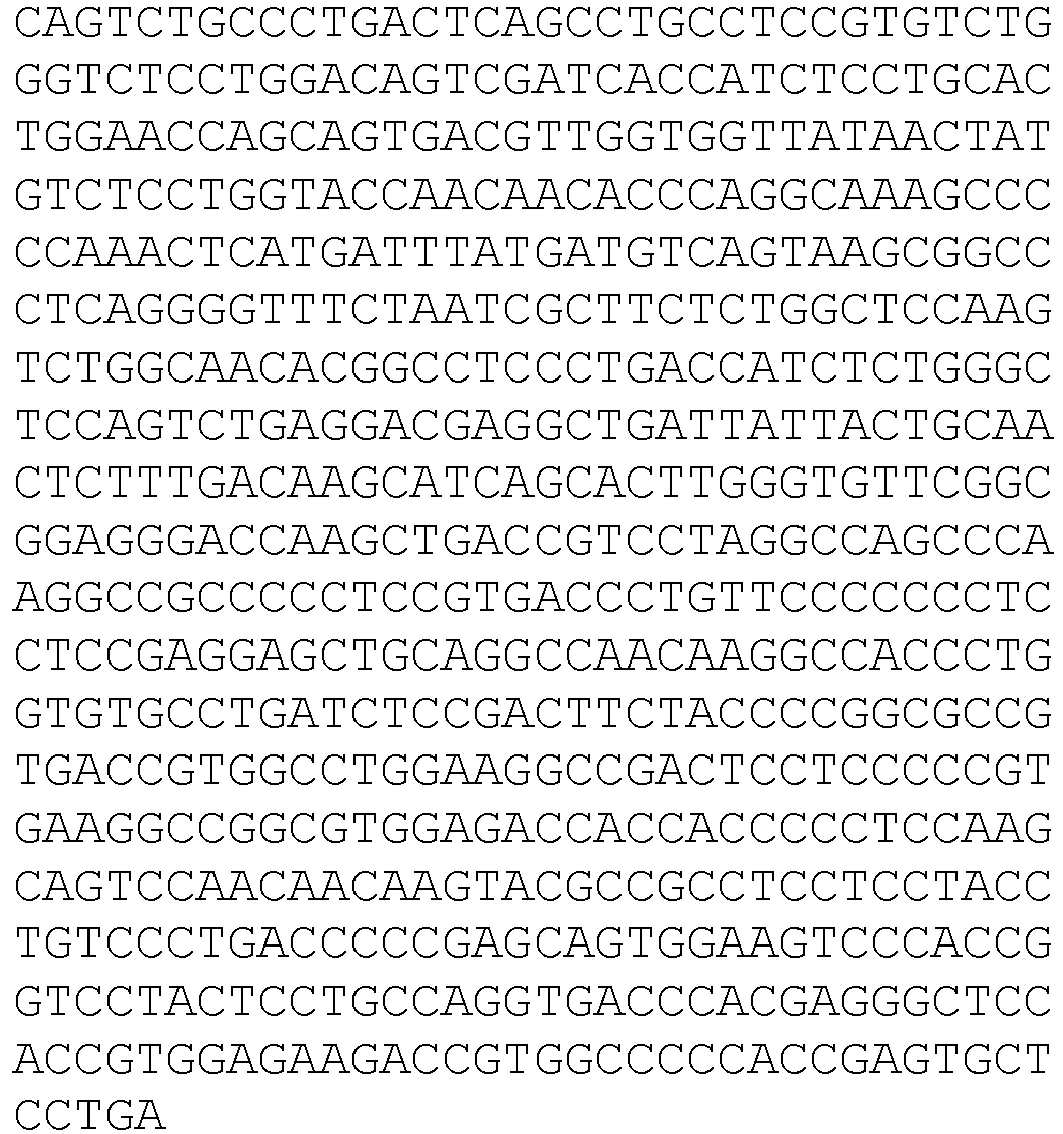 CAGTCTGCCCTGACTCAGCCTGCCTCCGTGTCTG
GGTCTCCTGGACAGTCGATCACCATCTCCTGCAC
TGGAACCAGCAGTGACGTTGGTGGTTATAACTAT
GTCTCCTGGTACCAACAACACCCAGGCAAAGCCC
CCAAACTCATGATTTATGATGTCAGTAAGCGGCC
CTCAGGGGTTTCTAATCGCTTCTCTGGCTCCAAG
TCTGGCAACACGGCCTCCCTGACCATCTCTGGGC
TCCAGTCTGAGGACGAGGCTGATTATTACTGCAA
CTCTTTGACAAGCATCAGCACTTGGGTGTTCGGC
GGAGGGACCAAGCTGACCGTCCTAGGCCAGCCCA
AGGCCGCCCCCTCCGTGACCCTGTTCCCCCCCTC
CTCCGAGGAGCTGCAGGCCAACAAGGCCACCCTG
GTGTGCCTGATCTCCGACTTCTACCCCGGCGCCG
TGACCGTGGCCTGGAAGGCCGACTCCTCCCCCGT
GAAGGCCGGCGTGGAGACCACCACCCCCTCCAAG
CAGTCCAACAACAAGTACGCCGCCTCCTCCTACC
TGTCCCTGACCCCCGAGCAGTGGAAGTCCCACCG
GTCCTACTCCTGCCAGGTGACCCACGAGGGCTCC
ACCGTGGAGAAGACCGTGGCCCCCACCGAGTGCT
CCTGA